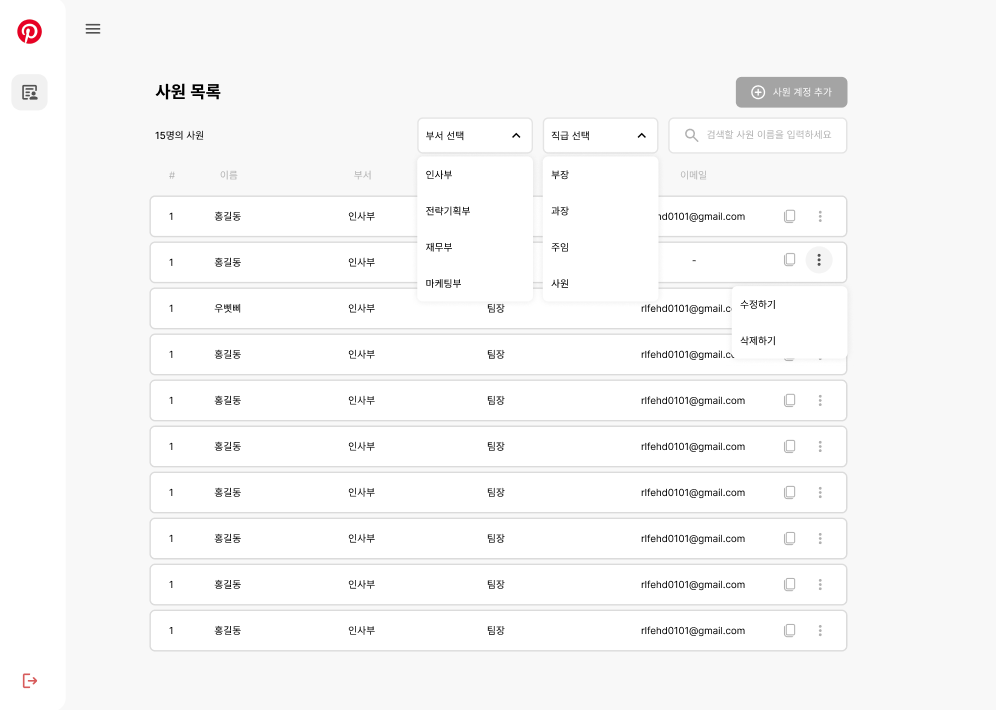 사원 목록
사원 계정 추가
15명의 사원
부서 선택
직급 선택
검색할 사원 이름을 입력하세요
# 이름 부서 이메일
인사부
전략기획부
재무부
마케팅부
부장
과장
주임
사원
1 홍길동 인사부 hd0101@gmail.com
1 홍길동 인사부 -
수정하기
삭제하기
1 우삣삐 인사부 팀장 rlfehd0101@gmail.c
1 홍길동 인사부 팀장 rlfehd0101@gmail.c
1 홍길동 인사부 팀장 rlfehd0101@gmail.com
1 홍길동 인사부 팀장 rlfehd0101@gmail.com
1 홍길동 인사부 팀장 rlfehd0101@gmail.com
1 홍길동 인사부 팀장 rlfehd0101@gmail.com
1 홍길동 인사부 팀장 rlfehd0101@gmail.com
1 홍길동 인사부 팀장 rlfehd0101@gmail.com